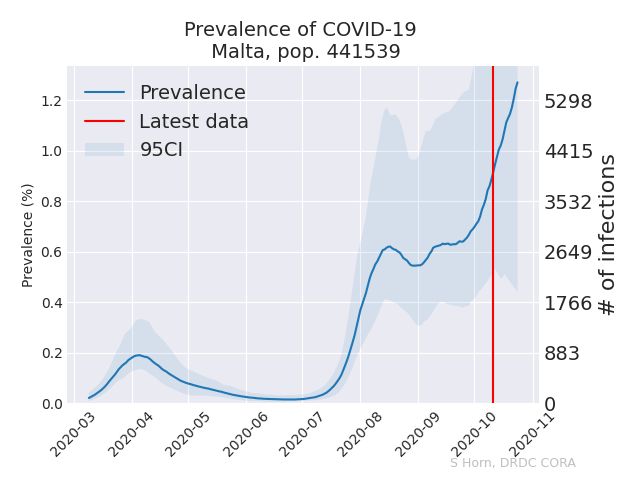 Prevalence of COVID-19
Malta, pop. 441539
Prevalence
Latest data
95CI
Prevalence (%)
1.2
1.0
0.8
0.6
0.4
0.2
0.0
5298
4415
3532
2649
1766
883
0
# of infections
2020-03
2020-04
2020-05
2020-06
2020-07
2020-08
2020-09
2020-10
2020-11
S Horn, DRDC CORA